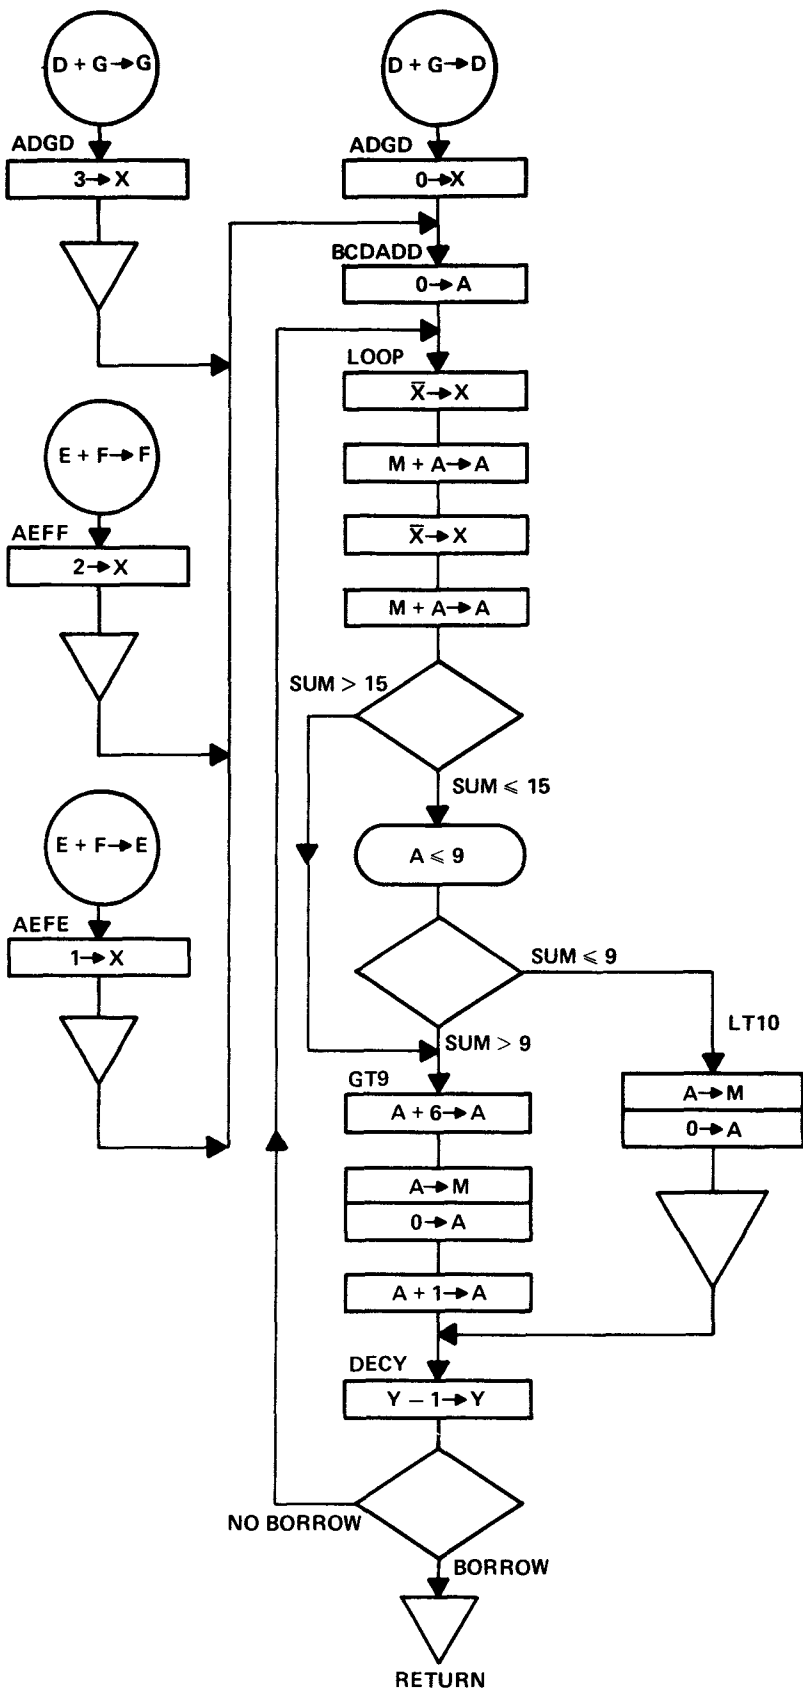 D + G → G
ADGD
3 → X
E + F → F
AEFF
2 → X
E + F → E
AEFE
1 → X
D + G → D
ADGD
0 → X
BCDADD
0 → A
LOOP
X̅ → X
M + A → A
X̅ → X
M + A → A
SUM > 15
SUM ⩽ 15
A ⩽ 9
SUM ⩽ 9
SUM > 9
LT10
A → M
0 → A
GT9
A + 6 → A
A → M
0 → A
A + 1 → A
DECY
Y – 1 → Y
NO BORROW
BORROW
RETURN